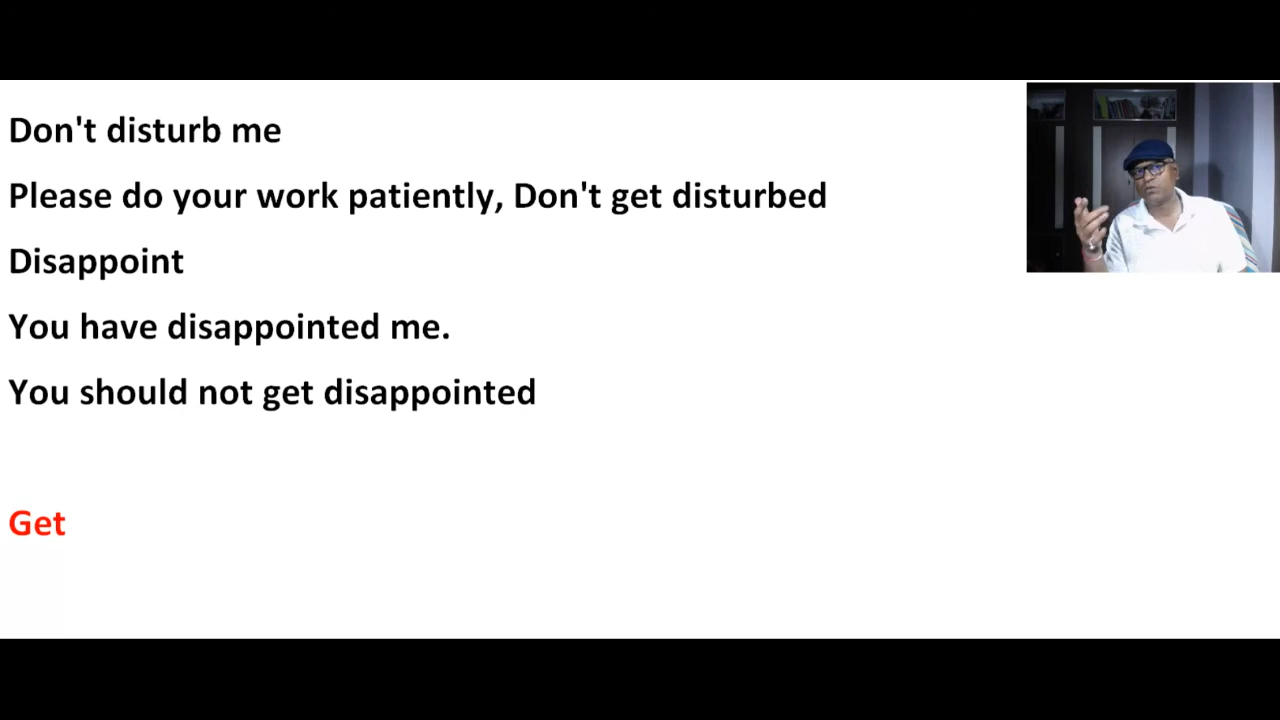 Don't disturb me
Please do your work patiently, Don't get disturbed
Disappoint
You have disappointed me.
You should not get disappointed
Get